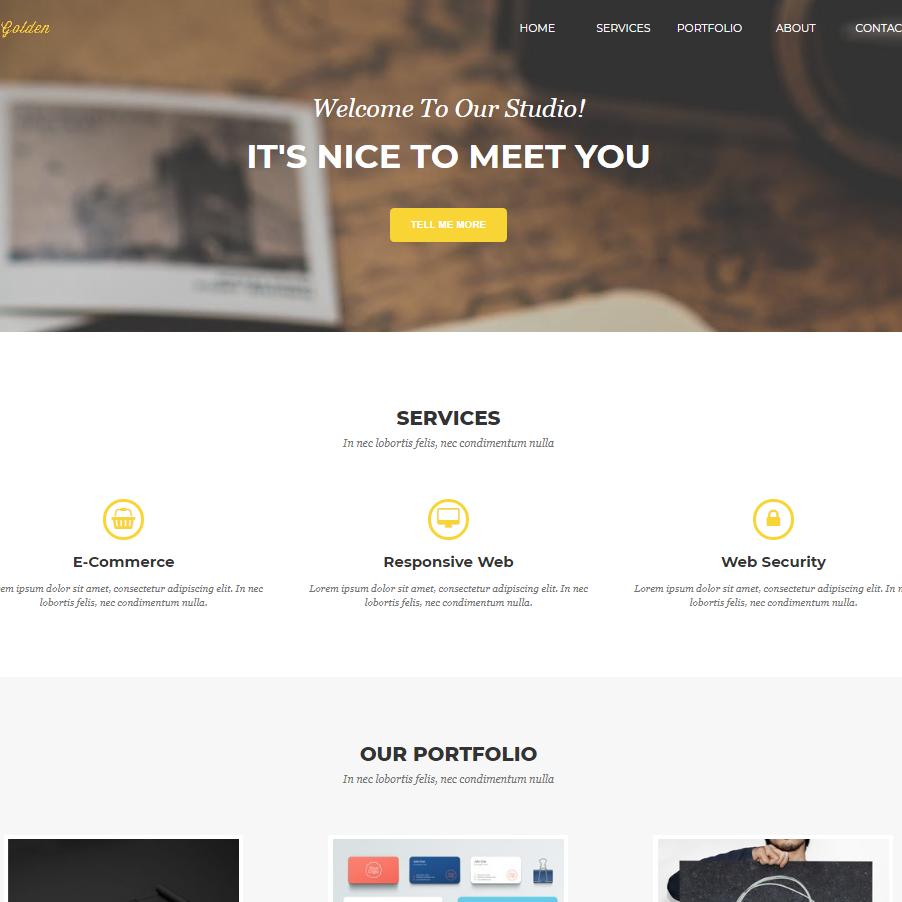 Golden
HOME SERVICES PORTFOLIO ABOUT CONTAC
Welcome To Our Studio!
IT'S NICE TO MEET YOU
TELL ME MORE
SERVICES
In nec lobortis felis, nec condimentum nulla
E-Commerce
em ipsum dolor sit amet, consectetur adipiscing elit. In nec
lobortis felis, nec condimentum nulla.
Responsive Web
Lorem ipsum dolor sit amet, consectetur adipiscing elit. In nec
lobortis felis, nec condimentum nulla.
Web Security
Lorem ipsum dolor sit amet, consectetur adipiscing elit. In n
lobortis felis, nec condimentum nulla.
OUR PORTFOLIO
In nec lobortis felis, nec condimentum nulla